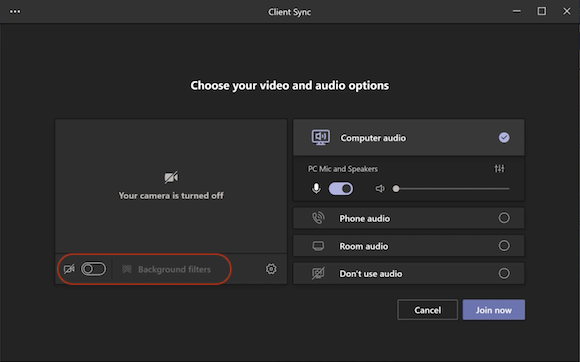 Client Sync
Choose your video and audio options
Your camera is turned off
Background filters
Computer audio
PC Mic and Speakers
Phone audio
Room audio
Don't use audio
Cancel
Join now